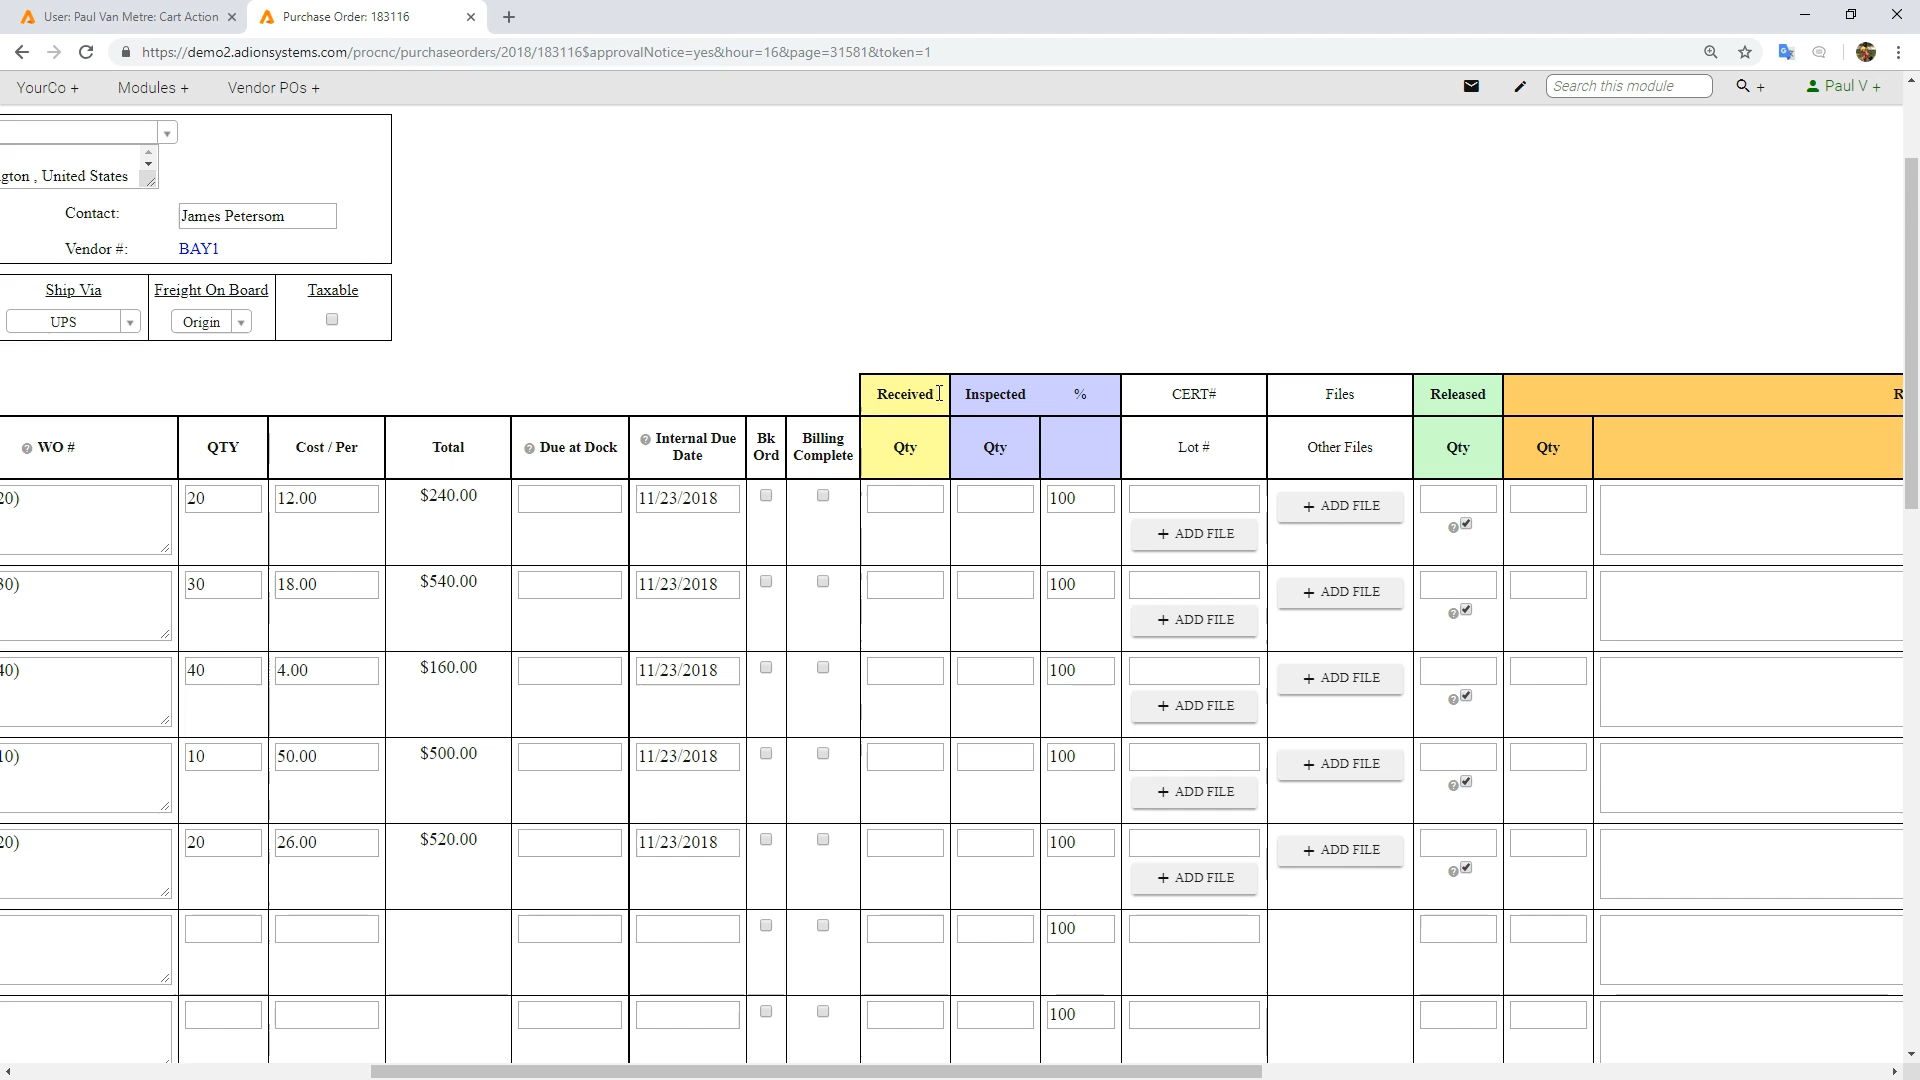 User: Paul Van Metre: Cart Action
Purchase Order: 183116
https://demo2.adionsystems.com/procnc/purchaseorders/2018/183116$approvalNotice=yes&hour=16&page=31581&token=1
YourCo +
Modules +
Vendor POs +
Search this module
+
Paul V +
gton , United States
Contact:
James Petersom
Vendor #:
BAY1
Ship Via
Freight On Board
Taxable
UPS
Origin
Received
Inspected %
CERT#
Files
Released
R
WO #
QTY
Cost / Per
Total
Due at Dock
Internal Due Date
Bk Ord
Billing Complete
Qty
Qty
Lot #
Other Files
Qty
Qty
20) 20 12.00 $240.00 11/23/2018 100 + ADD FILE
+ ADD FILE
30) 30 18.00 $540.00 11/23/2018 100 + ADD FILE
+ ADD FILE
40) 40 4.00 $160.00 11/23/2018 100 + ADD FILE
+ ADD FILE
10) 10 50.00 $500.00 11/23/2018 100 + ADD FILE
+ ADD FILE
20) 20 26.00 $520.00 11/23/2018 100 + ADD FILE
+ ADD FILE
100
100